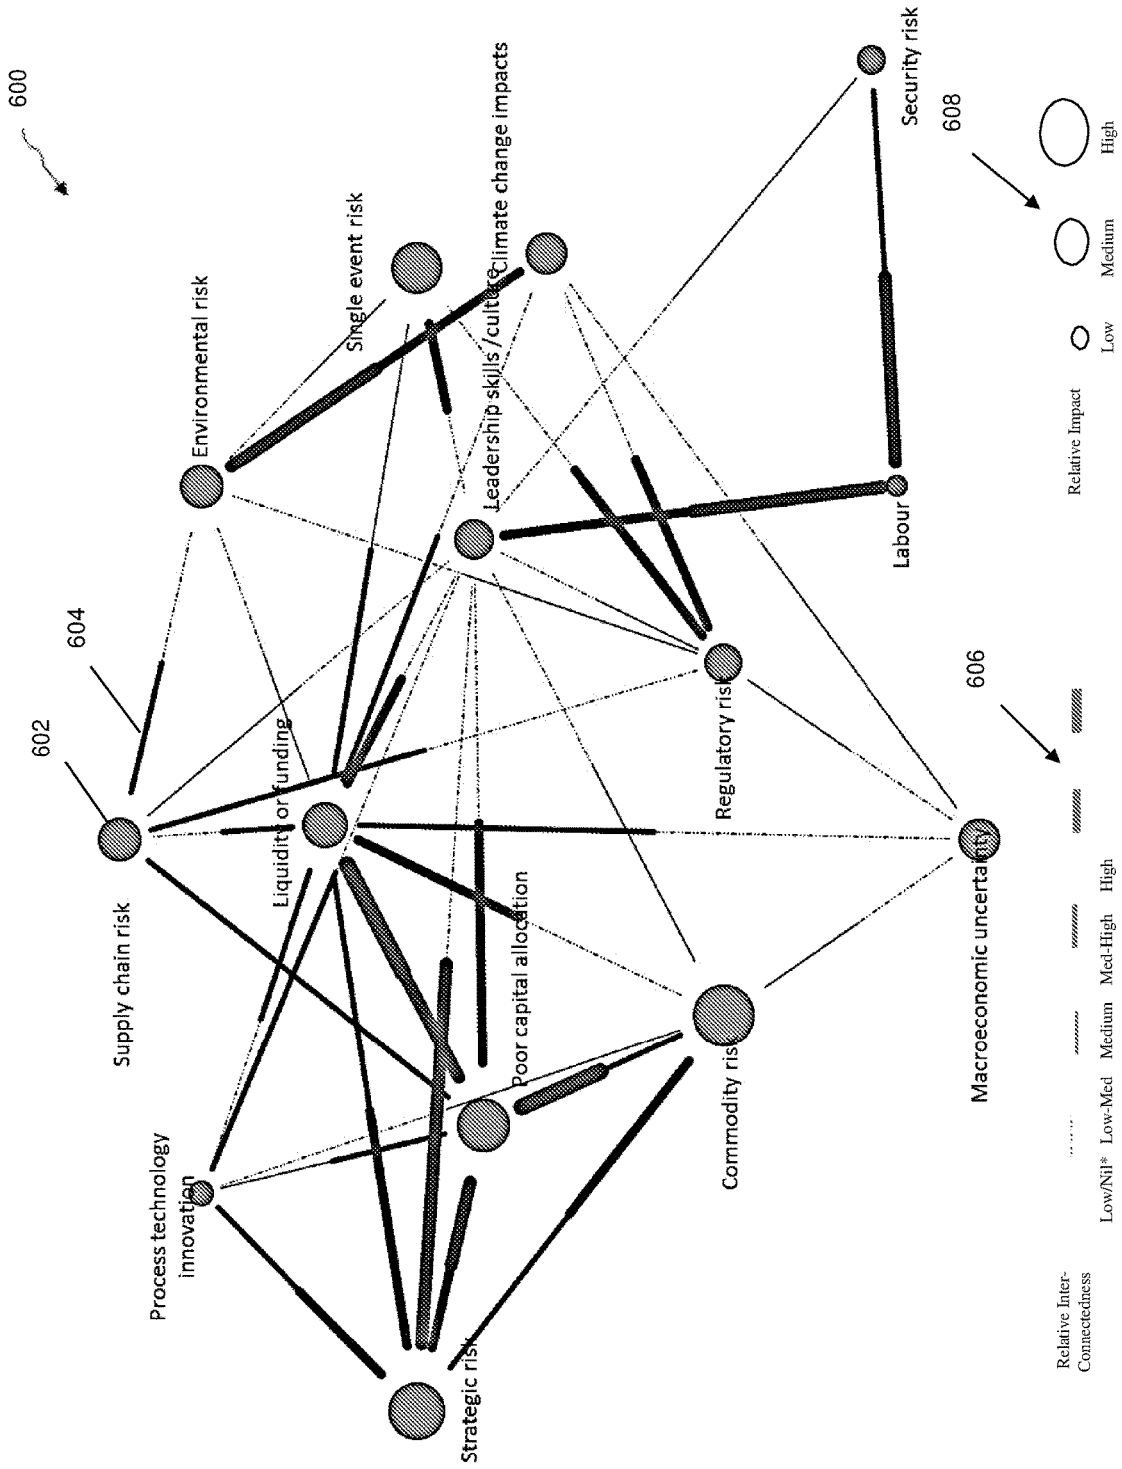 600
Security risk
Climate change impacts
608
Single event risk
Environmental risk
Leadership skills /culture
Labour
604
602
606
Liquidity or funding
Regulatory risk
Supply chain risk
Poor capital allocation
Macroeconomic uncertainty
Process technology
innovation
Commodity risk
Strategic risk
Relative Inter-
Connectedness
Low/Nil* Low-Med Medium Med-High High
Relative Impact
Low Medium High